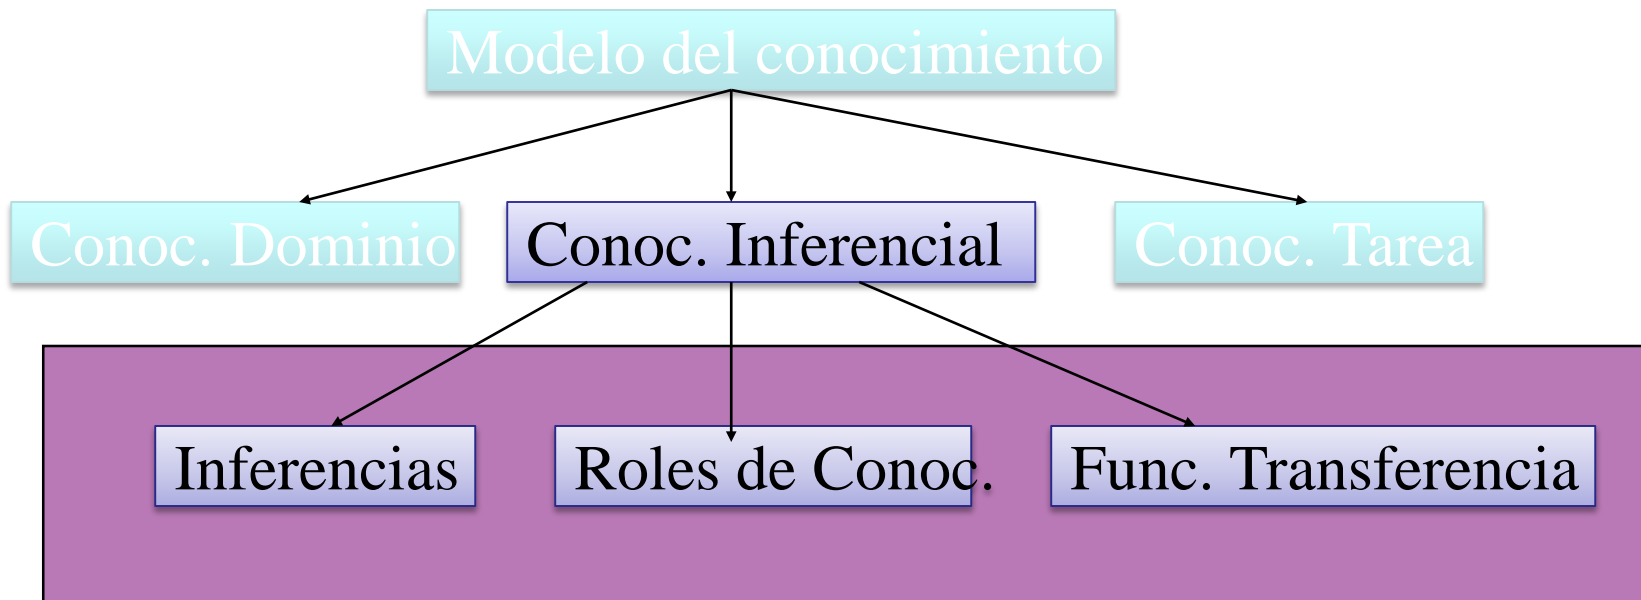 Modelo del conocimiento
Conoc. Dominio
Conoc. Inferencial
Conoc. Tarea
Inferencias
Roles de Conoc.
Func. Transferencia